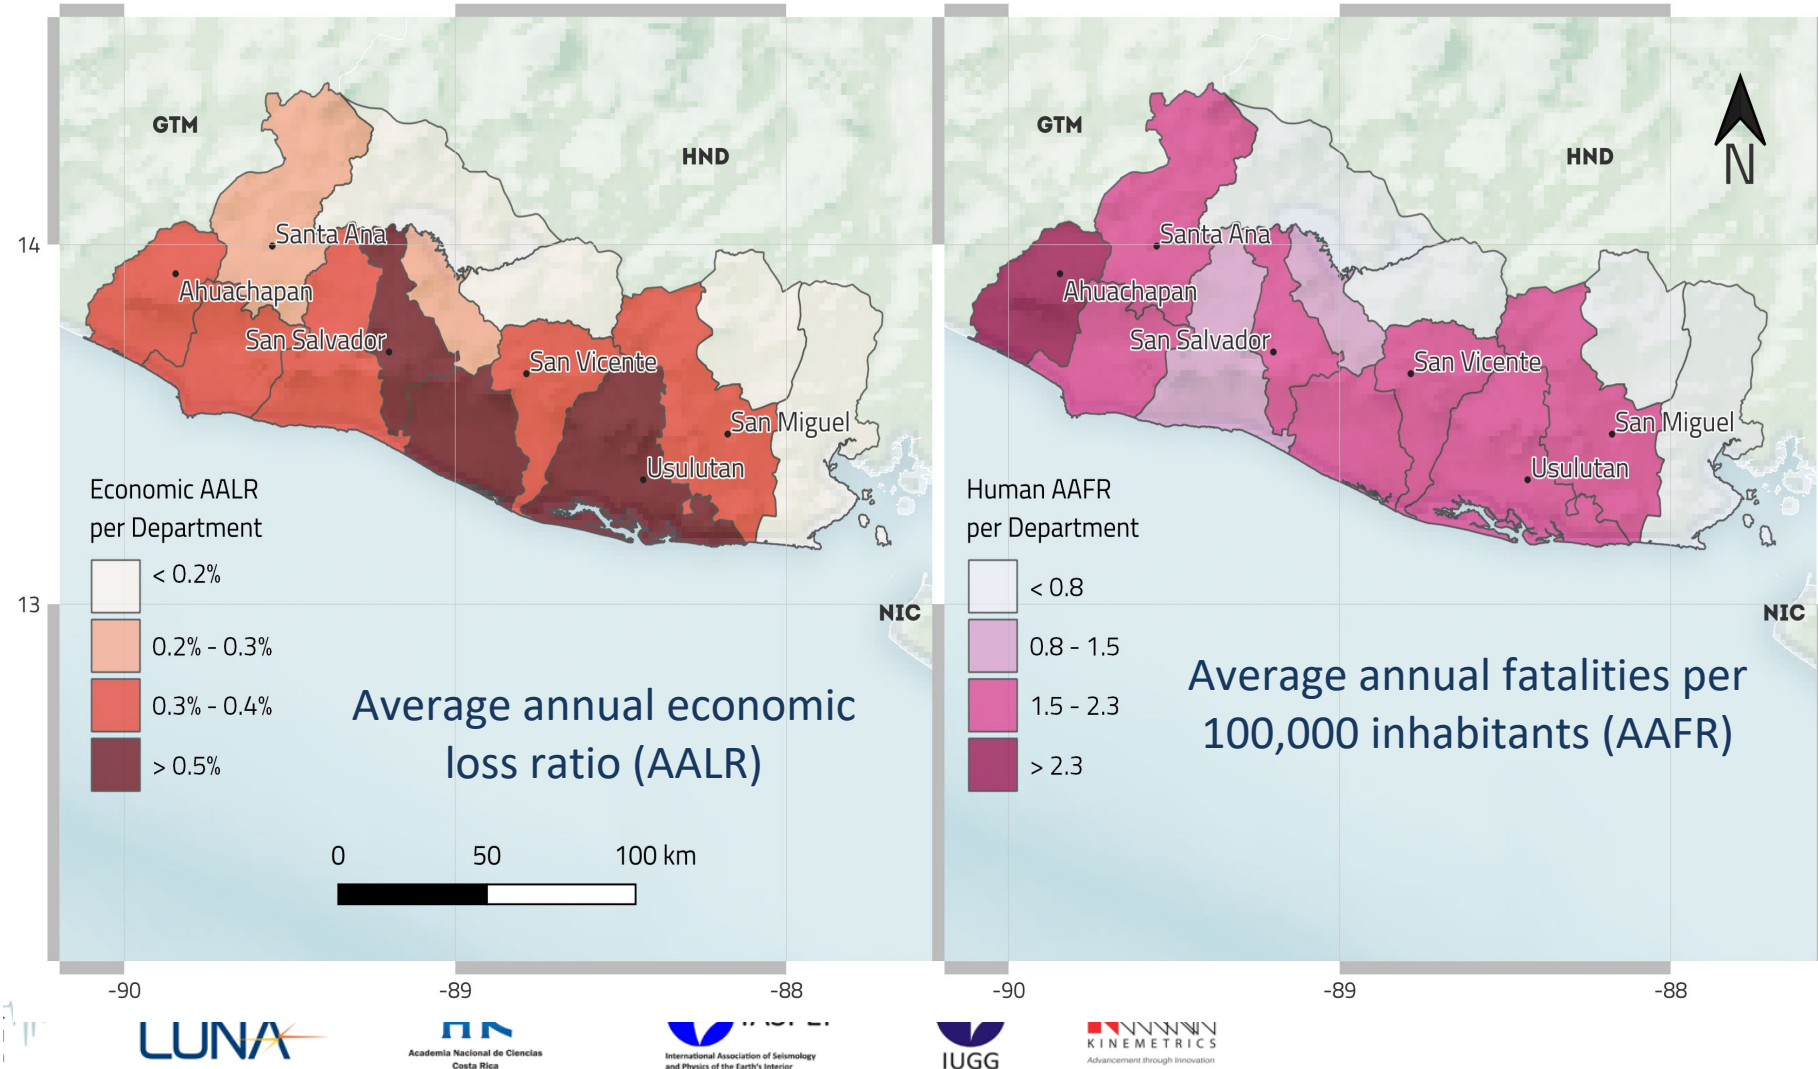 GTM
HND
14
Santa Ana
Ahuachapan
San Salvador
San Vicente
San Miguel
Usulutan
Economic AALR
per Department
< 0.2%
0.2% - 0.3%
0.3% - 0.4%
> 0.5%
13
NIC
Average annual economic
loss ratio (AALR)
0 50 100 km
-90 -89 -88
GTM
HND
N
Santa Ana
Ahuachapan
San Salvador
San Vicente
San Miguel
Usulutan
Human AAFR
per Department
< 0.8
0.8 - 1.5
1.5 - 2.3
> 2.3
NIC
Average annual fatalities per
100,000 inhabitants (AAFR)
-90 -89 -88
LUNA
Academia Nacional de Ciencias
Costa Rica
International Association of Seismology
and Physics of the Earth's Interior
IUGG
KINEMETRICS
Advancement through Innovation